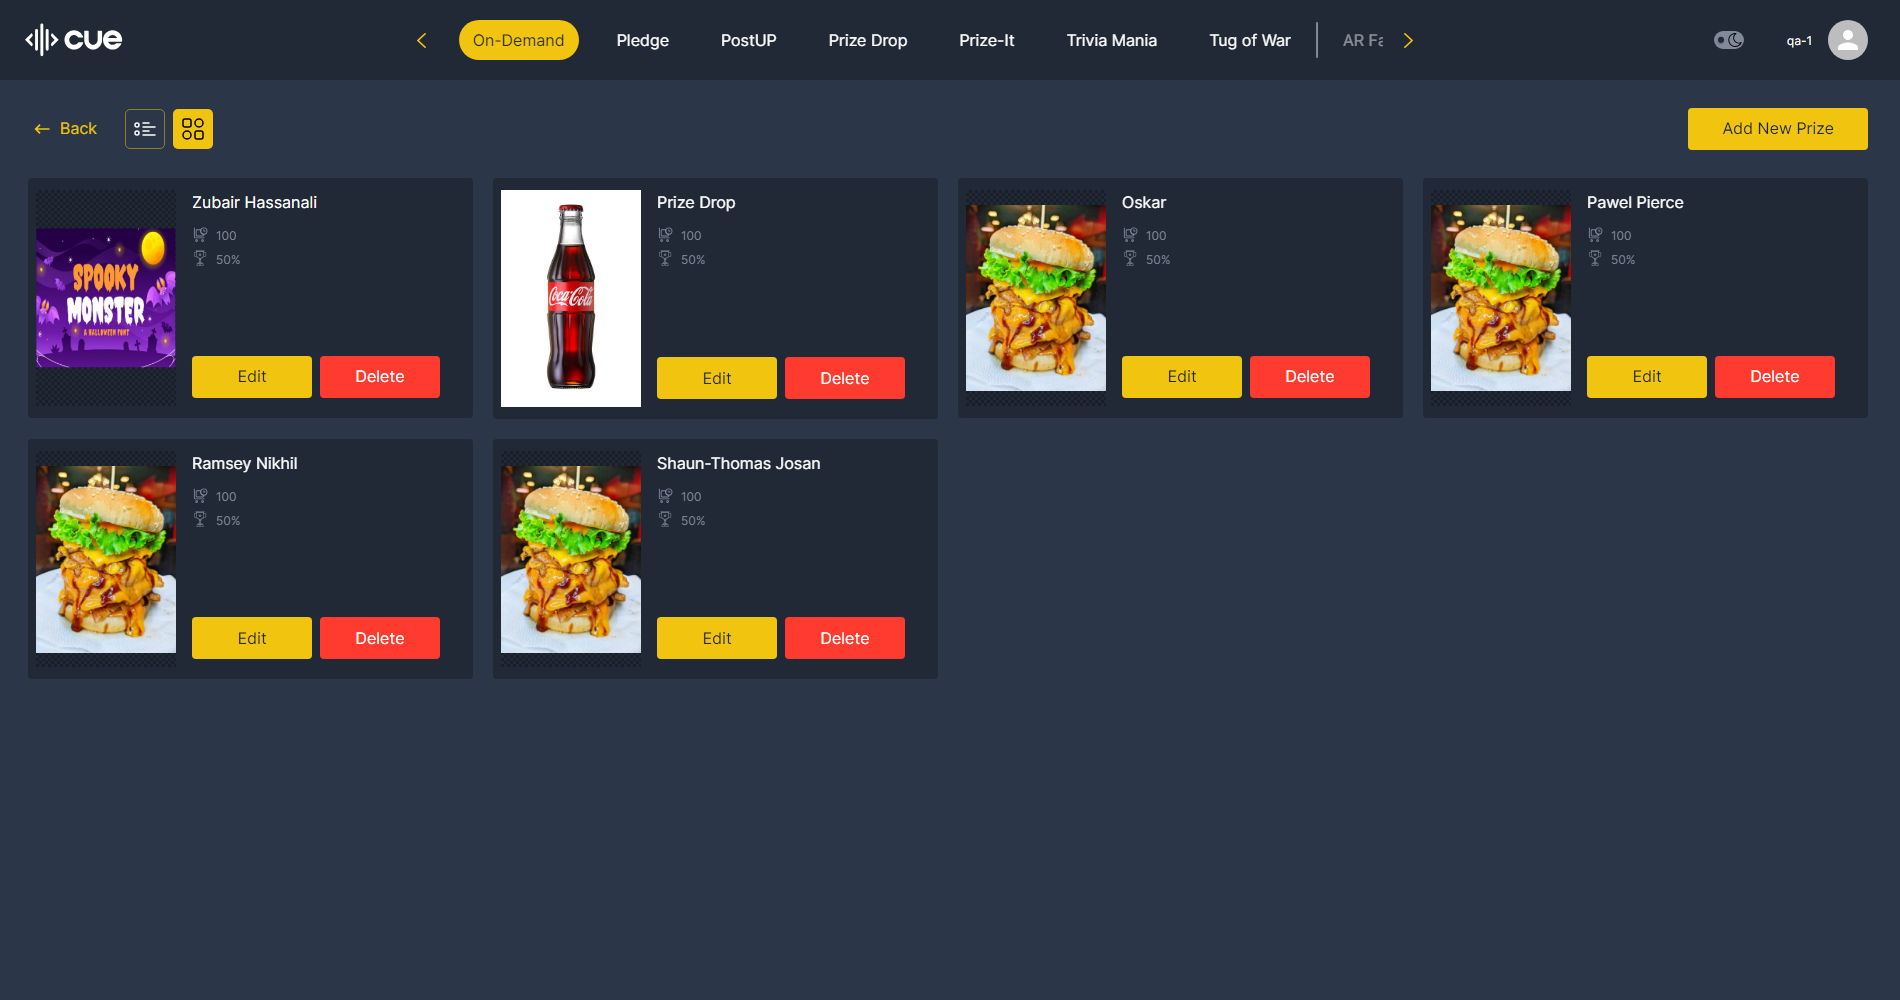 cue
On-Demand
Pledge
PostUP
Prize Drop
Prize-It
Trivia Mania
Tug of War
AR Fa
qa-1
Back
Add New Prize
SPOOKY
MONSTER
A HALLOWEEN FONT
Zubair Hassanali
100
50%
Edit
Delete
Coca-Cola
Prize Drop
100
50%
Edit
Delete
Oskar
100
50%
Edit
Delete
Pawel Pierce
100
50%
Edit
Delete
Ramsey Nikhil
100
50%
Edit
Delete
Shaun-Thomas Josan
100
50%
Edit
Delete